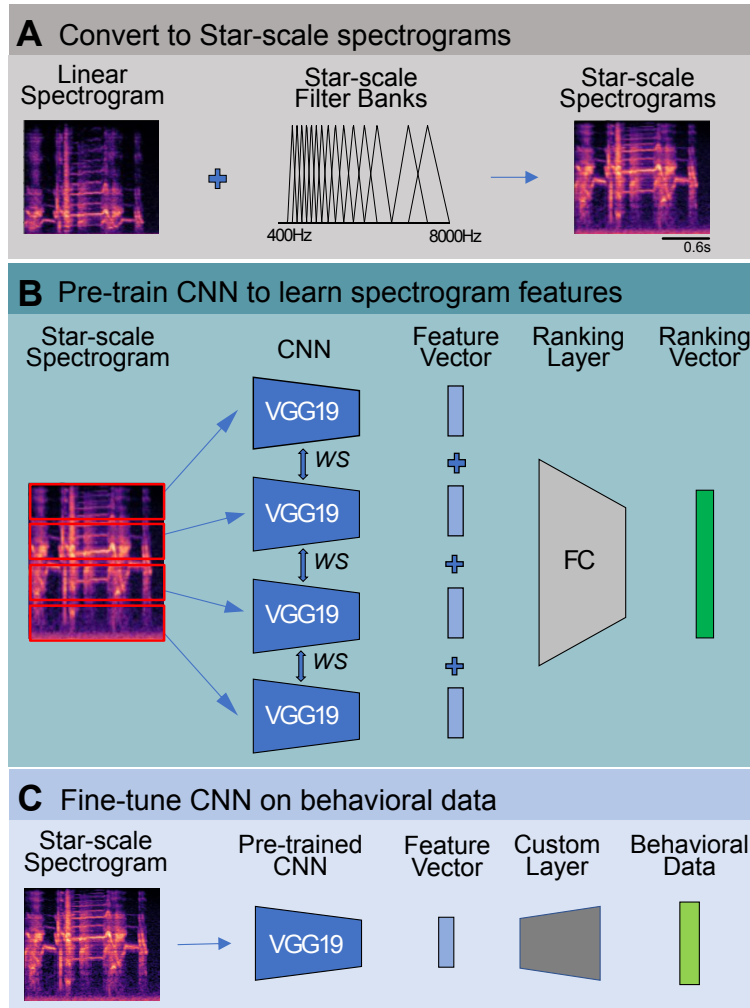 A Convert to Star-scale spectrograms
Linear
Spectrogram
Star-scale
Filter Banks
Star-scale
Spectrograms
400Hz
8000Hz
0.6s
B Pre-train CNN to learn spectrogram features
Star-scale
Spectrogram
CNN
Feature
Vector
Ranking
Layer
Ranking
Vector
VGG19
WS
VGG19
WS
VGG19
WS
VGG19
FC
C Fine-tune CNN on behavioral data
Star-scale
Spectrogram
Pre-trained
CNN
Feature
Vector
Custom
Layer
Behavioral
Data
VGG19